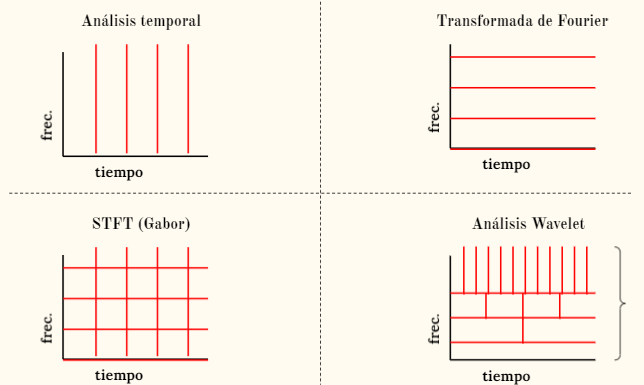 Análisis temporal
frec.
tiempo
Transformada de Fourier
frec.
tiempo
STFT (Gabor)
frec.
tiempo
Análisis Wavelet
frec.
tiempo